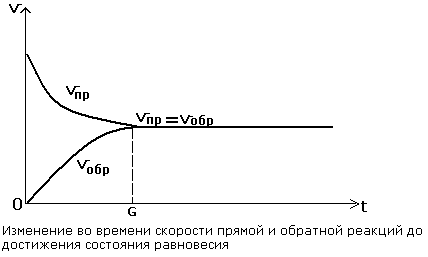 v
Vпр
Vпр=Vобр
Vобр
0
G
t
Изменение во времени скорости прямой и обратной реакций до
достижения состояния равновесия